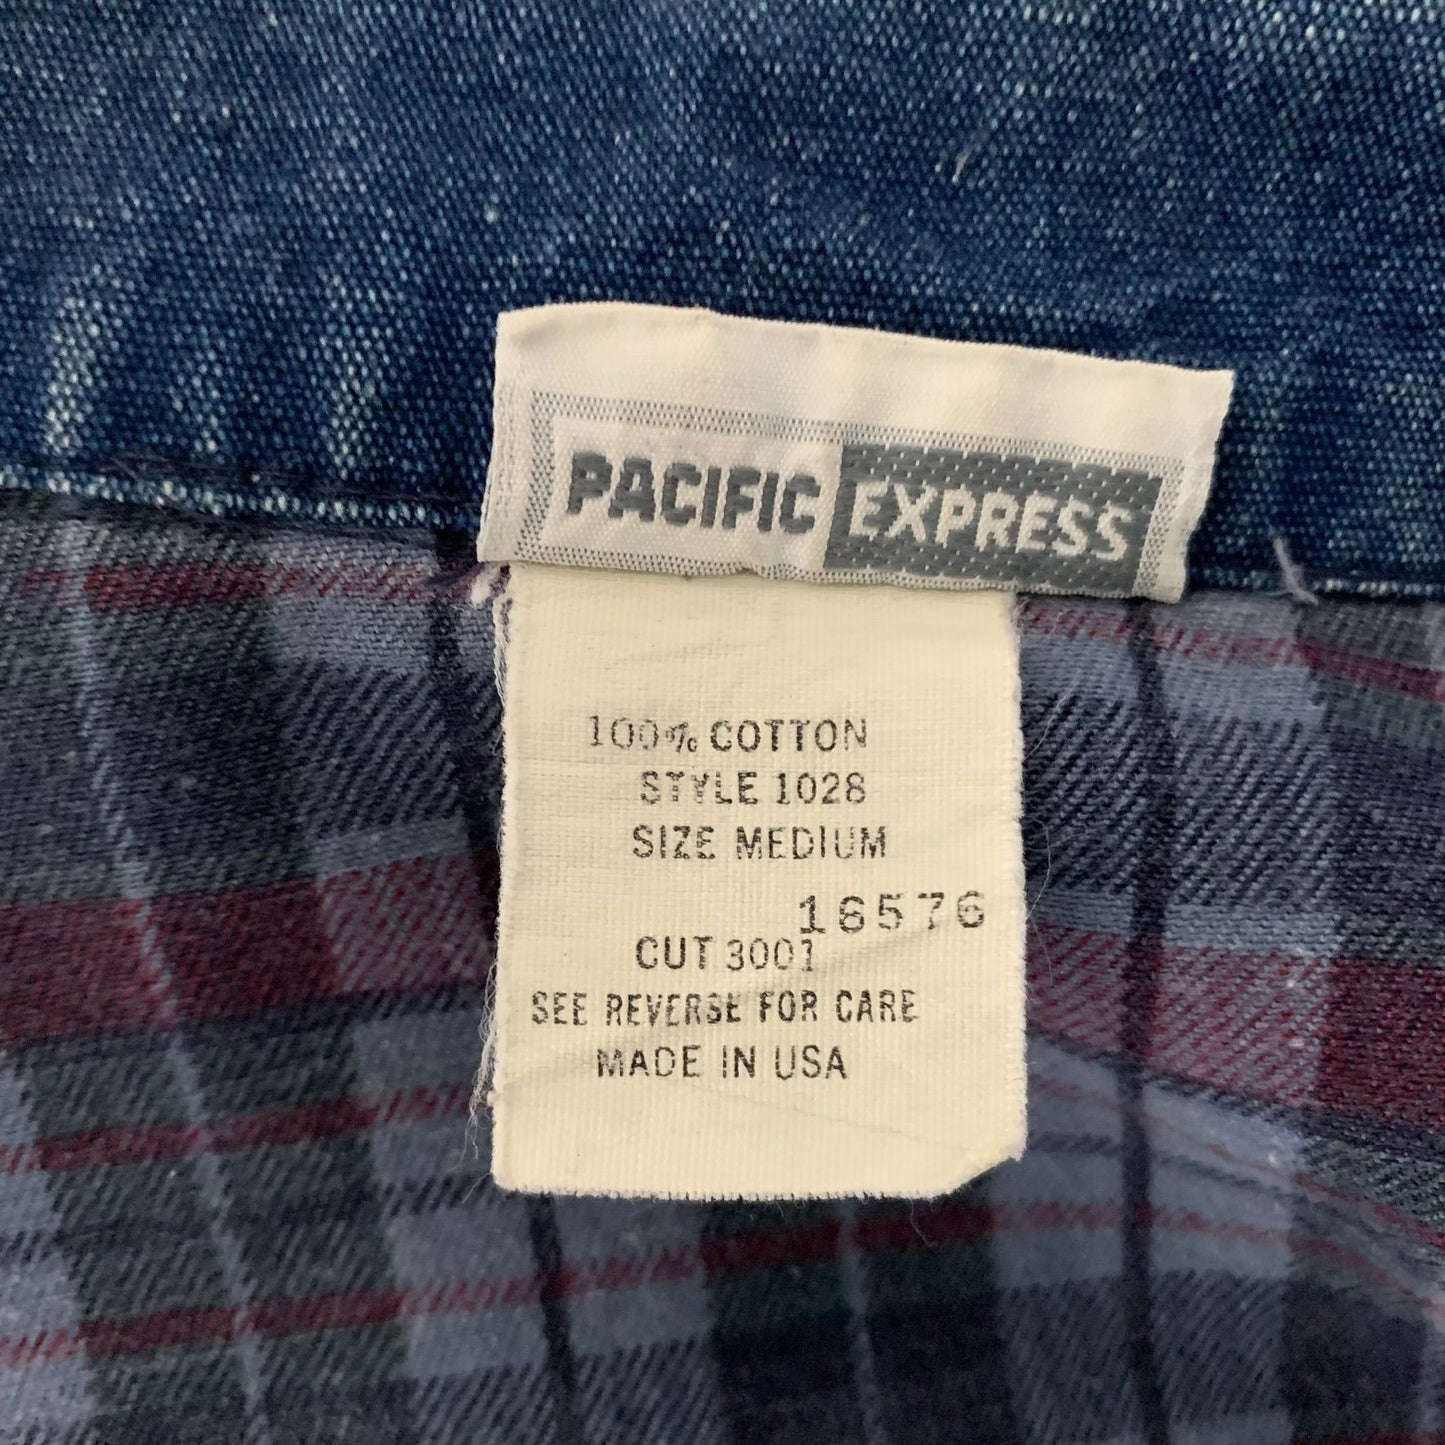 PACIFIC EXPRESS
100% COTTON
STYLE 1028
SIZE MEDIUM
16576
CUT 3001
SEE REVERSE FOR CARE
MADE IN USA